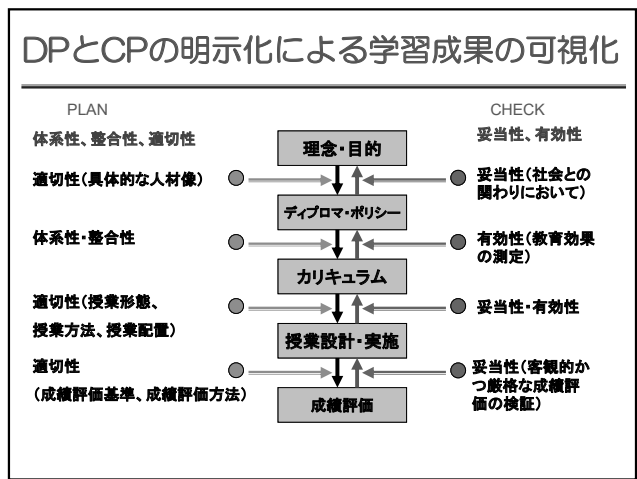 DPとCPの明示化による学習成果の可視化
PLAN
体系性、整合性、適切性
適切性(具体的な人材像)
体系性・整合性
適切性(授業形態、
授業方法、授業配置)
適切性
(成績評価基準、成績評価方法)
理念・目的
ディプロマ・ポリシー
カリキュラム
授業設計・実施
成績評価
CHECK
妥当性、有効性
妥当性(社会との
関わりにおいて)
有効性(教育効果
の測定)
妥当性・有効性
妥当性(客観的か
つ厳格な成績評
価の検証)